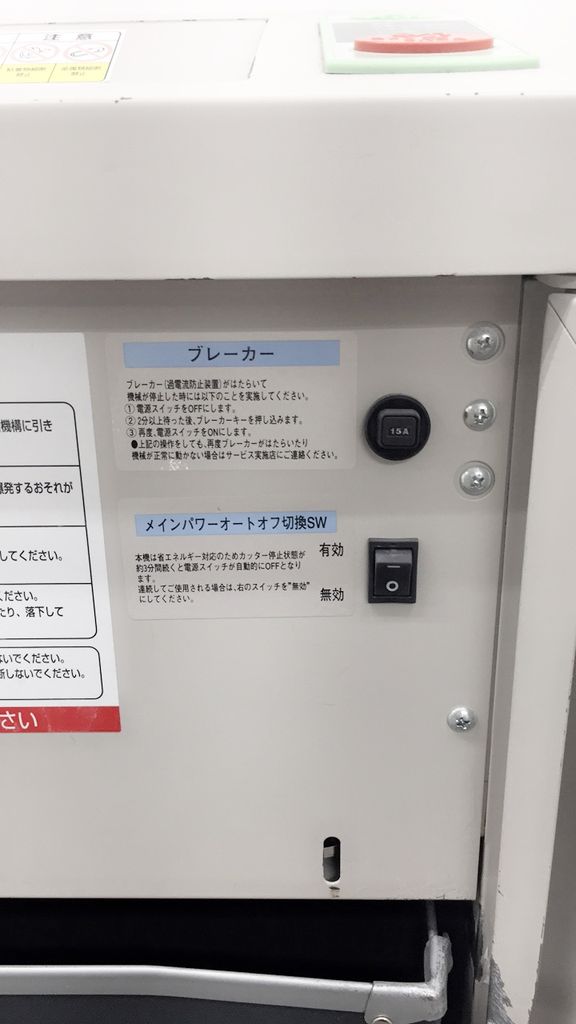 注意
機構に引き
発するおそれが
してください。
ください。
たり、落下して
ないでください。
断しないでください。
さい
ブレーカー
ブレーカー(過電流防止装置)がはたらいて
機械が停止した時には以下のことを実施してください。
① 電源スイッチをOFFにします。
② 2分以上待った後、ブレーカーキーを押し込みます。
③ 再度、電源スイッチをONにします。
●上記の操作をしても、再度ブレーカーがはたらいたり
機械が正常に動かない場合はサービス実施店にご連絡ください。
15A
メインパワーオートオフ切換SW
本機は省エネルギー対応のためカッター停止状態が
約3分間続くと電源スイッチが自動的にOFFとなり
ます。
連続してご使用される場合は、右のスイッチを"無効"
にしてください。
有効
無効